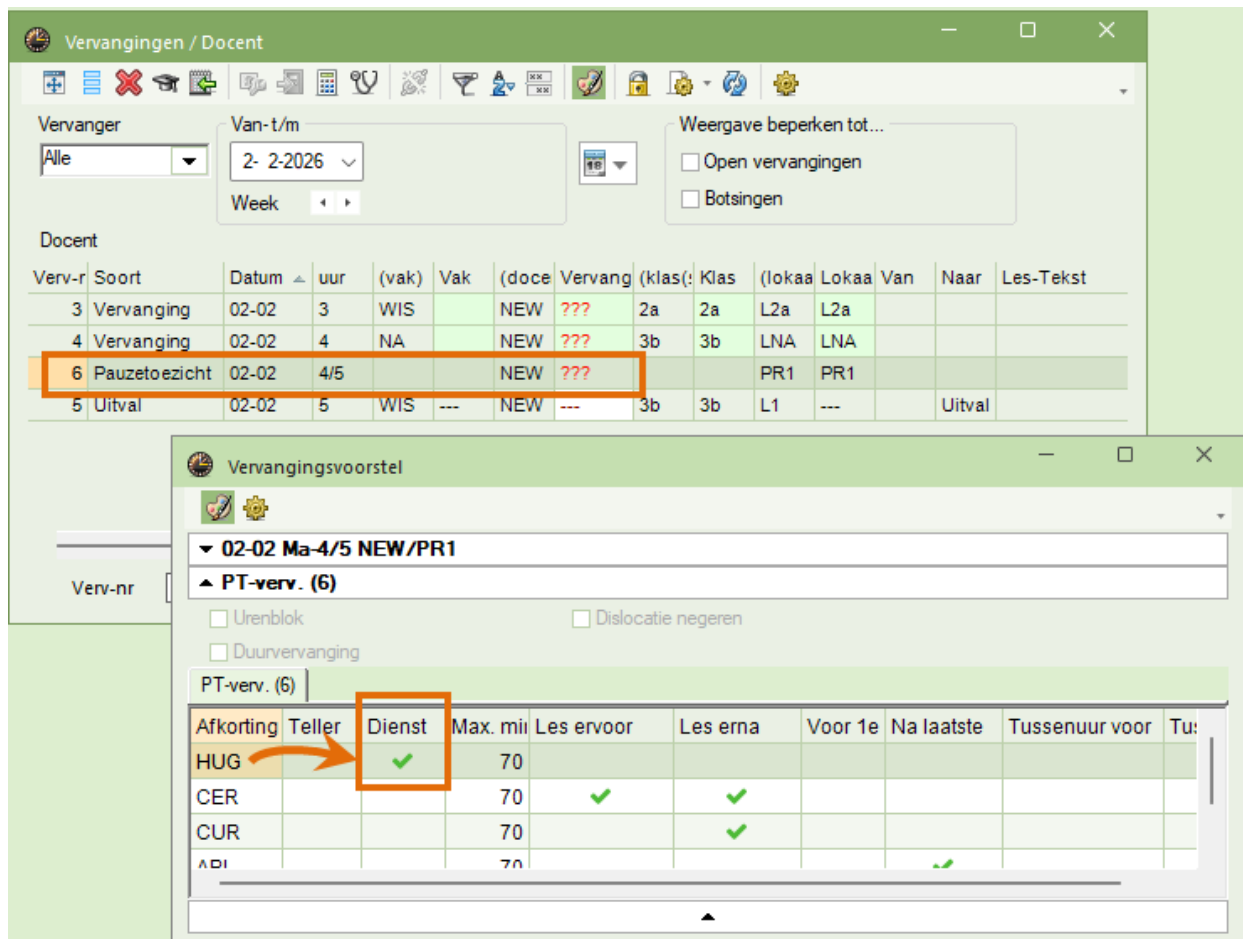 Vervangingen / Docent
Vervanger Van- t/m Weergave beperken tot...
Alle 2- 2-2026 Open vervangingen
Week Botsingen
Docent
Verv-r Soort Datum uur (vak) Vak (doce Vervang (klas(s Klas (lokaa Lokaa Van Naar Les-Tekst
3 Vervanging 02-02 3 WIS NEW ??? 2a 2a L2a L2a
4 Vervanging 02-02 4 NA NEW ??? 3b 3b LNA LNA
6 Pauzetoezicht 02-02 4/5 NEW ??? PR1 PR1
5 Uitval 02-02 5 WIS --- NEW --- 3b 3b L1 --- Uitval
Verv-nr
Vervangingsvoorstel
02-02 Ma-4/5 NEW/PR1
PT-verv. (6)
Urenblok Dislocatie negeren
Duurvervanging
PT-verv. (6)
Afkorting Teller Dienst Max. min Les ervoor Les erna Voor 1e Na laatste Tussenuur voor Tus
HUG 70
CER 70
CUR 70
70